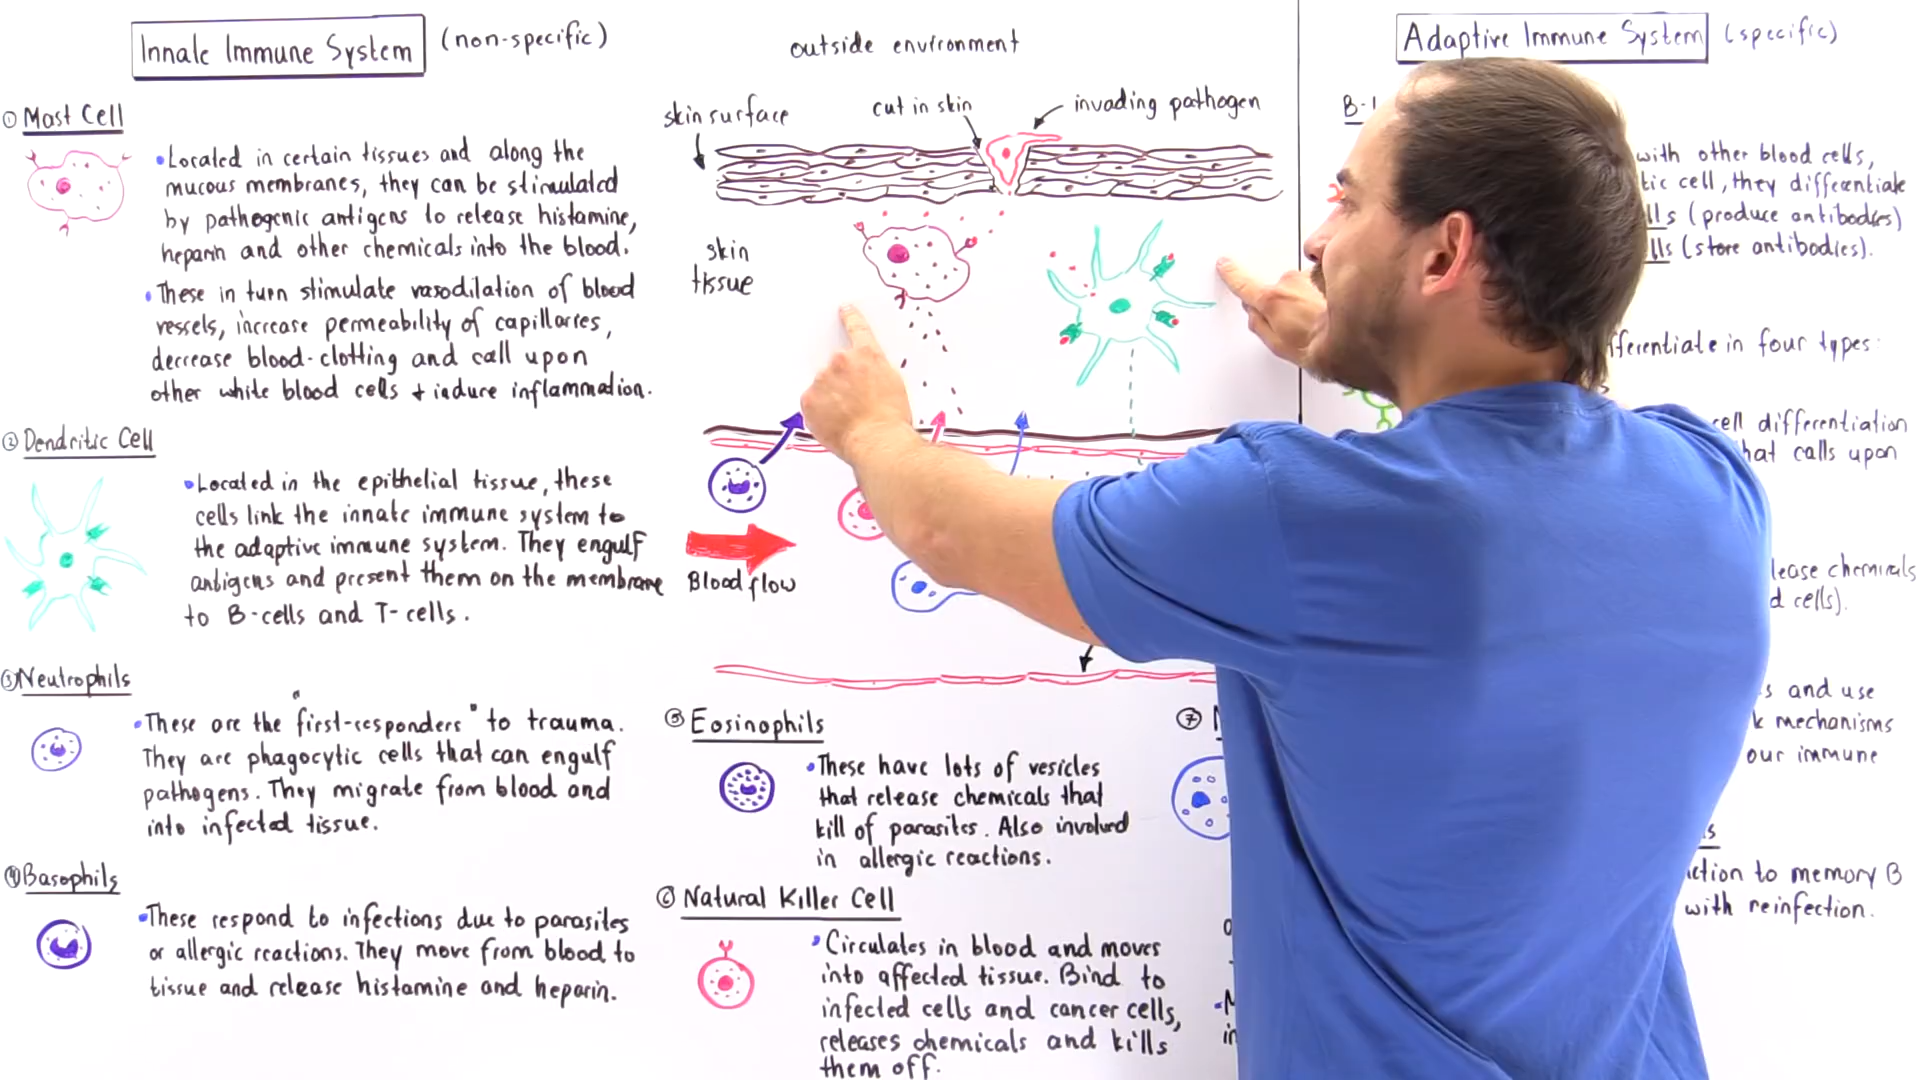 Innate Immune System (non-specific)
① Mast Cell
•Located in certain tissues and along the
mucous membranes, they can be stimulated
by pathogenic antigens to release histamine,
heparin and other chemicals into the blood.
•These in turn stimulate vasodilation of blood
vessels, increase permeability of capillaries,
decrease blood-clotting and call upon
other white blood cells + induce inflammation.
② Dendritic Cell
•Located in the epithelial tissue, these
cells link the innate immune system to
the adaptive immune system. They engulf
antigens and present them on the membrane
to B-cells and T-cells.
③ Neutrophils
•These are the "first-responders" to trauma.
They are phagocytic cells that can engulf
pathogens. They migrate from blood and
into infected tissue.
④ Basophils
•These respond to infections due to parasites
or allergic reactions. They move from blood to
tissue and release histamine and heparin.
outside environment
skin surface
cut in skin
invading pathogen
skin
tissue
Blood flow
⑤ Eosinophils
•These have lots of vesicles
that release chemicals that
kill of parasites. Also involved
in allergic reactions.
⑥ Natural Killer Cell
•Circulates in blood and moves
into affected tissue. Bind to
infected cells and cancer cells,
releases chemicals and kills
them off.
⑦
Adaptive Immune System (specific)
with other blood cells,
cell, they differentiate
(produce antibodies)
(store antibodies).
in four types:
cell differentiation
calls upon
chemicals
cells).
and use
mechanisms
our immune
to memory B
with reinfection.